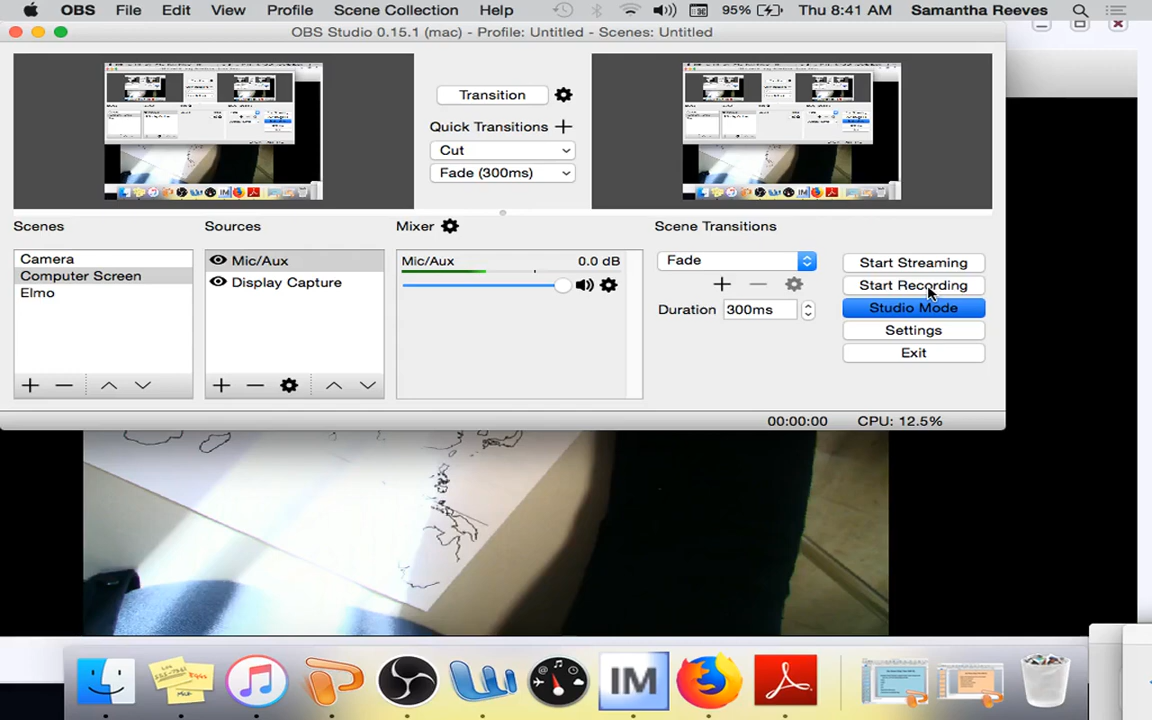 OBS File Edit View Profile Scene Collection Help 95% Thu 8:41 AM Samantha Reeves
OBS Studio 0.15.1 (mac) - Profile: Untitled - Scenes: Untitled
Transition
Quick Transitions
Cut
Fade (300ms)
Scenes
Sources
Mixer
Scene Transitions
Camera
Computer Screen
Elmo
Mic/Aux
Display Capture
Mic/Aux 0.0 dB
Fade
Duration 300ms
Start Streaming
Start Recording
Studio Mode
Settings
Exit
00:00:00 CPU: 12.5%
IM